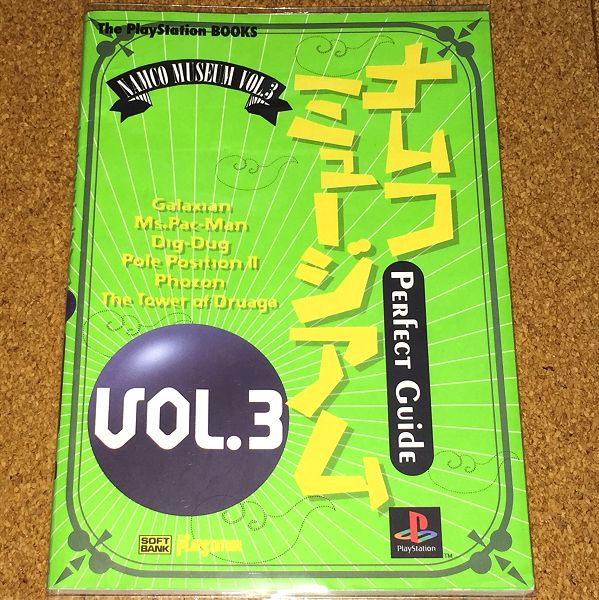 The PlayStation BOOKS
NAMCO MUSEUM VOL.3
ナムコ
ミュージアム
PERFECT GUIDE
Galaxian
Ms.Pac-Man
Dig-Dug
Pole Position II
Phozon
The Tower of Druaga
VOL.3
SOFT
BANK
PlayStation
TM